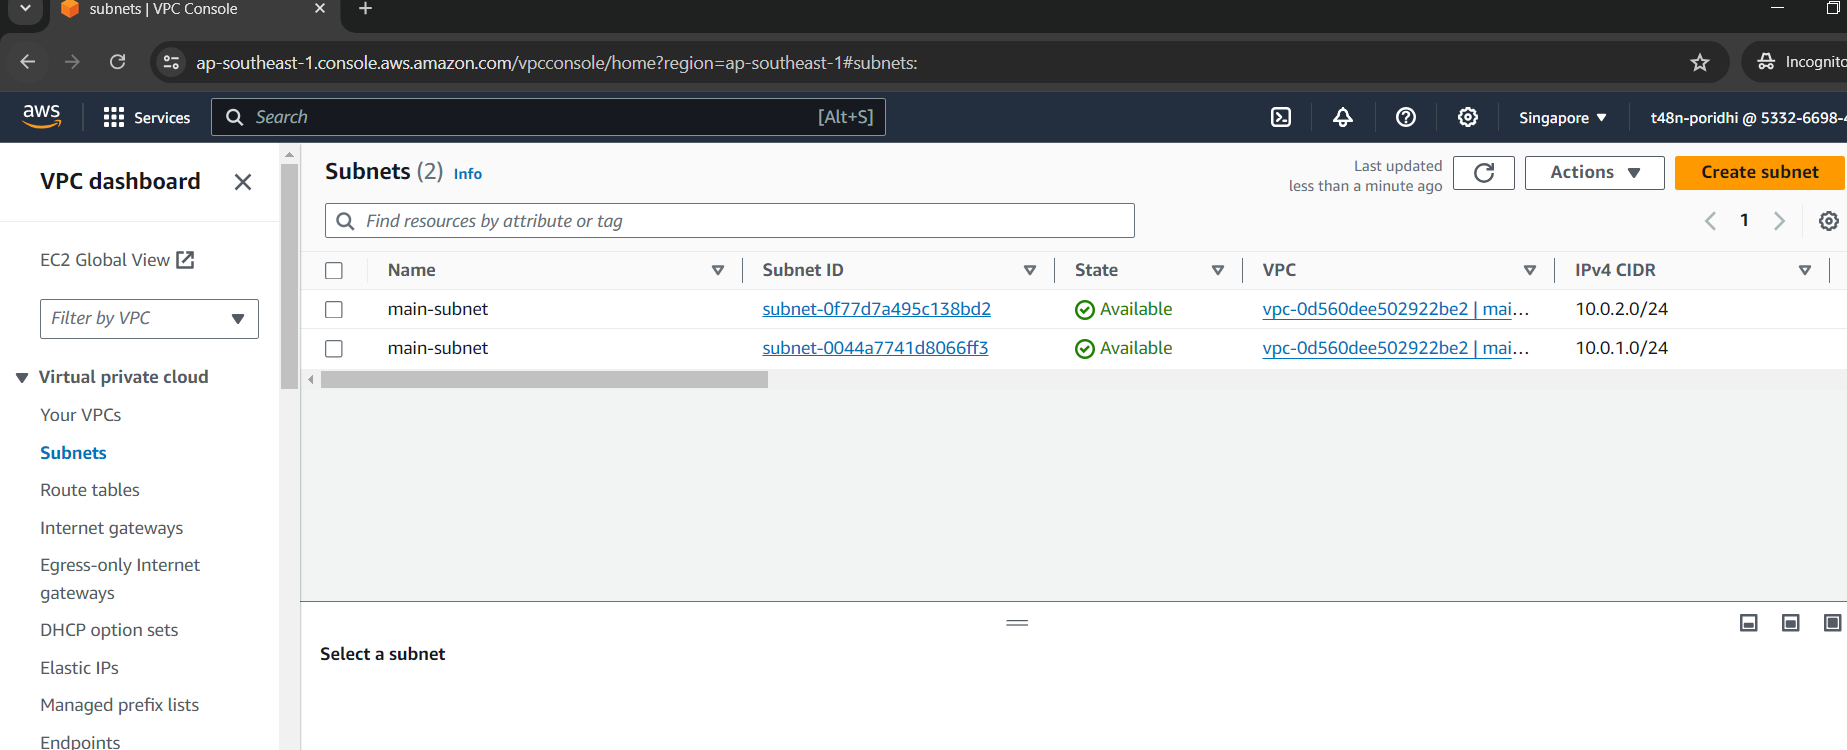 subnets | VPC Console
ap-southeast-1.console.aws.amazon.com/vpcconsole/home?region=ap-southeast-1#subnets:
Incognito
aws
Services
Search
[Alt+S]
Singapore
t48n-poridhi @ 5332-6698-4
VPC dashboard
EC2 Global View
Filter by VPC
Virtual private cloud
Your VPCs
Subnets
Route tables
Internet gateways
Egress-only Internet
gateways
DHCP option sets
Elastic IPs
Managed prefix lists
Endpoints
Subnets (2) Info
Last updated
less than a minute ago
Actions
Create subnet
Find resources by attribute or tag
1
Name Subnet ID State VPC IPv4 CIDR
main-subnet subnet-0f77d7a495c138bd2 Available vpc-0d560dee502922be2 | mai... 10.0.2.0/24
main-subnet subnet-0044a7741d8066ff3 Available vpc-0d560dee502922be2 | mai... 10.0.1.0/24
Select a subnet